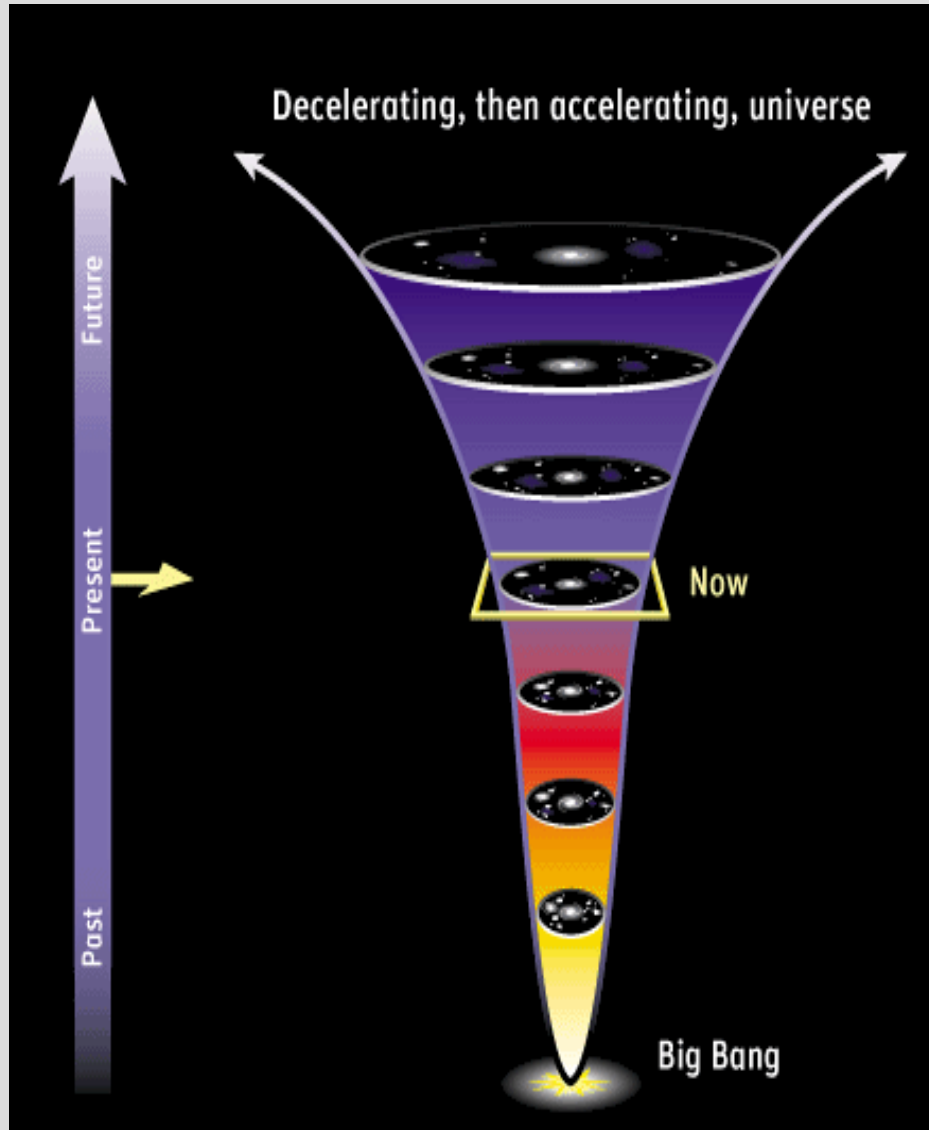 Decelerating, then accelerating, universe
Future
Present
Now
Past
Big Bang